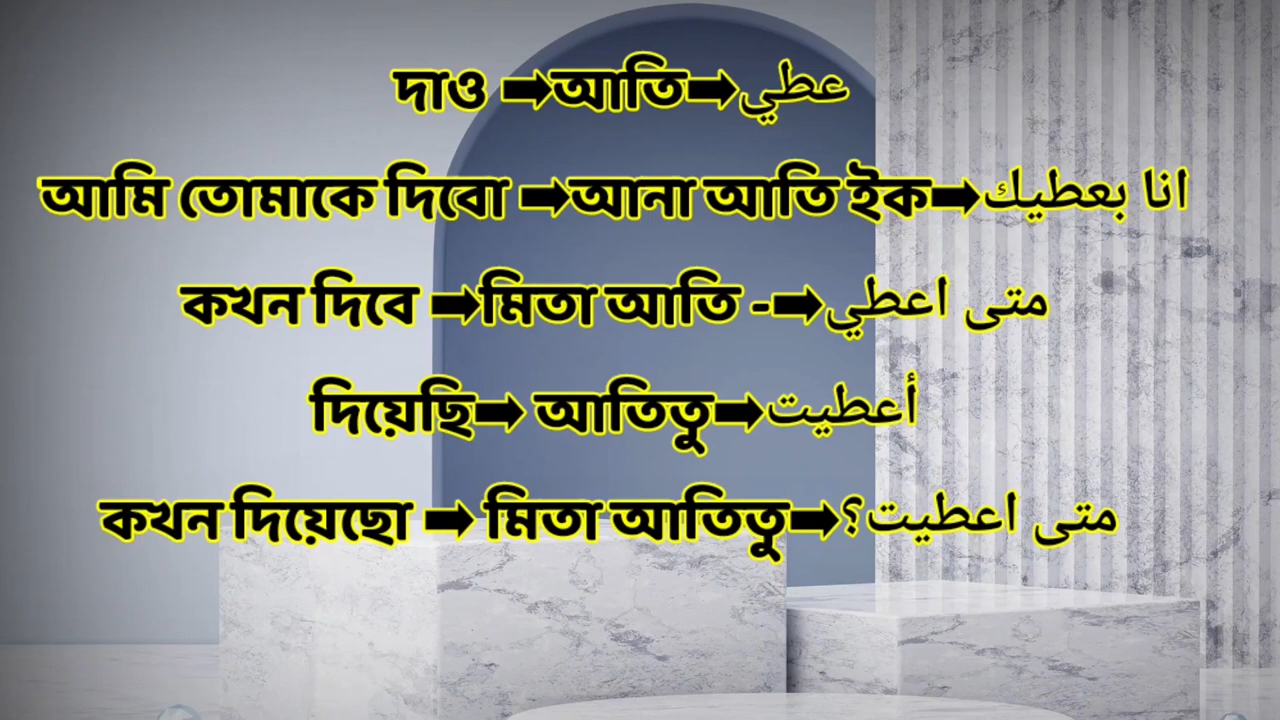 দাও ➡আতি➡عطي
আমি তোমাকে দিবো ➡আনা আতি ইক➡انا بعطيك
কখন দিবে ➡মিতা আতি -➡متى اعطي
দিয়েছি➡ আতিতু➡أعطيت
কখন দিয়েছো ➡ মিতা আতিতু➡متى اعطيت؟